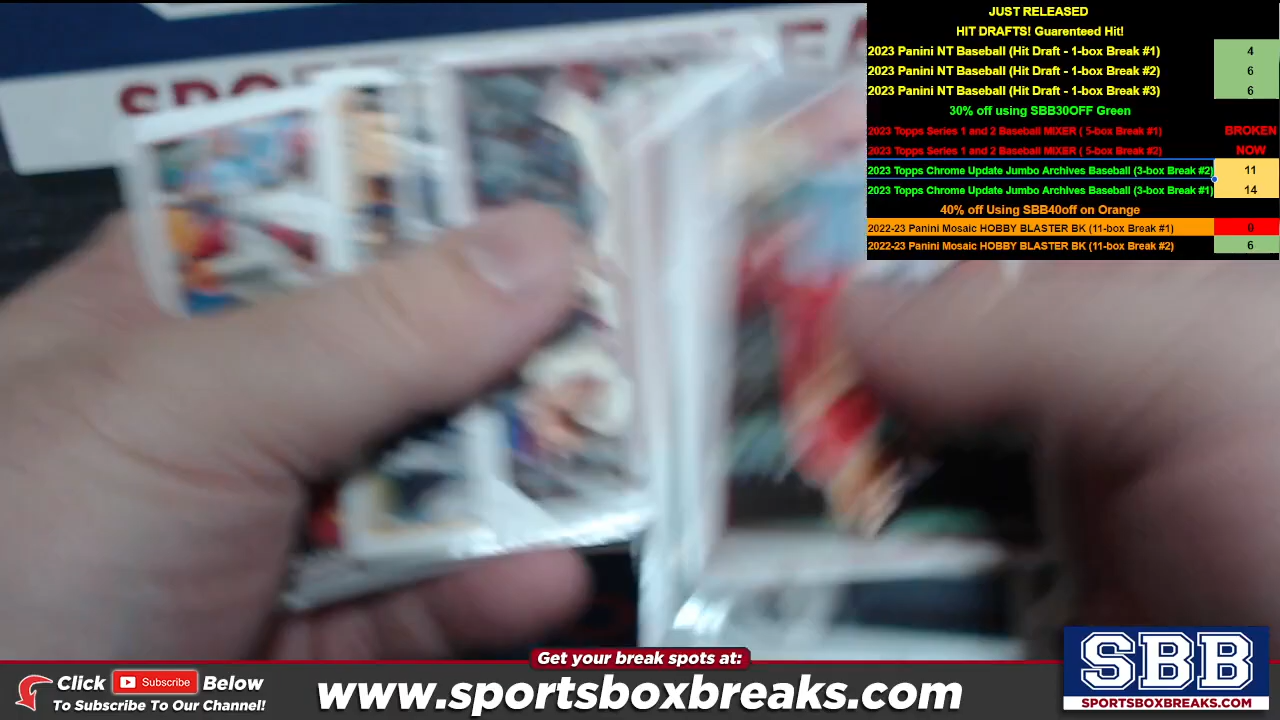 JUST RELEASED
HIT DRAFTS! Guarenteed Hit!
2023 Panini NT Baseball (Hit Draft - 1-box Break #1) 4
2023 Panini NT Baseball (Hit Draft - 1-box Break #2) 6
2023 Panini NT Baseball (Hit Draft - 1-box Break #3) 6
30% off using SBB30OFF Green
2023 Topps Series 1 and 2 Baseball MIXER ( 5-box Break #1) BROKEN
2023 Topps Series 1 and 2 Baseball MIXER ( 5-box Break #2) NOW
2023 Topps Chrome Update Jumbo Archives Baseball (3-box Break #2) 11
2023 Topps Chrome Update Jumbo Archives Baseball (3-box Break #1) 14
40% off Using SBB40off on Orange
2022-23 Panini Mosaic HOBBY BLASTER BK (11-box Break #1) 0
2022-23 Panini Mosaic HOBBY BLASTER BK (11-box Break #2) 6
Get your break spots at:
Click Subscribe Below
To Subscribe To Our Channel!
www.sportsboxbreaks.com
SBB
SPORTSBOXBREAKS.COM